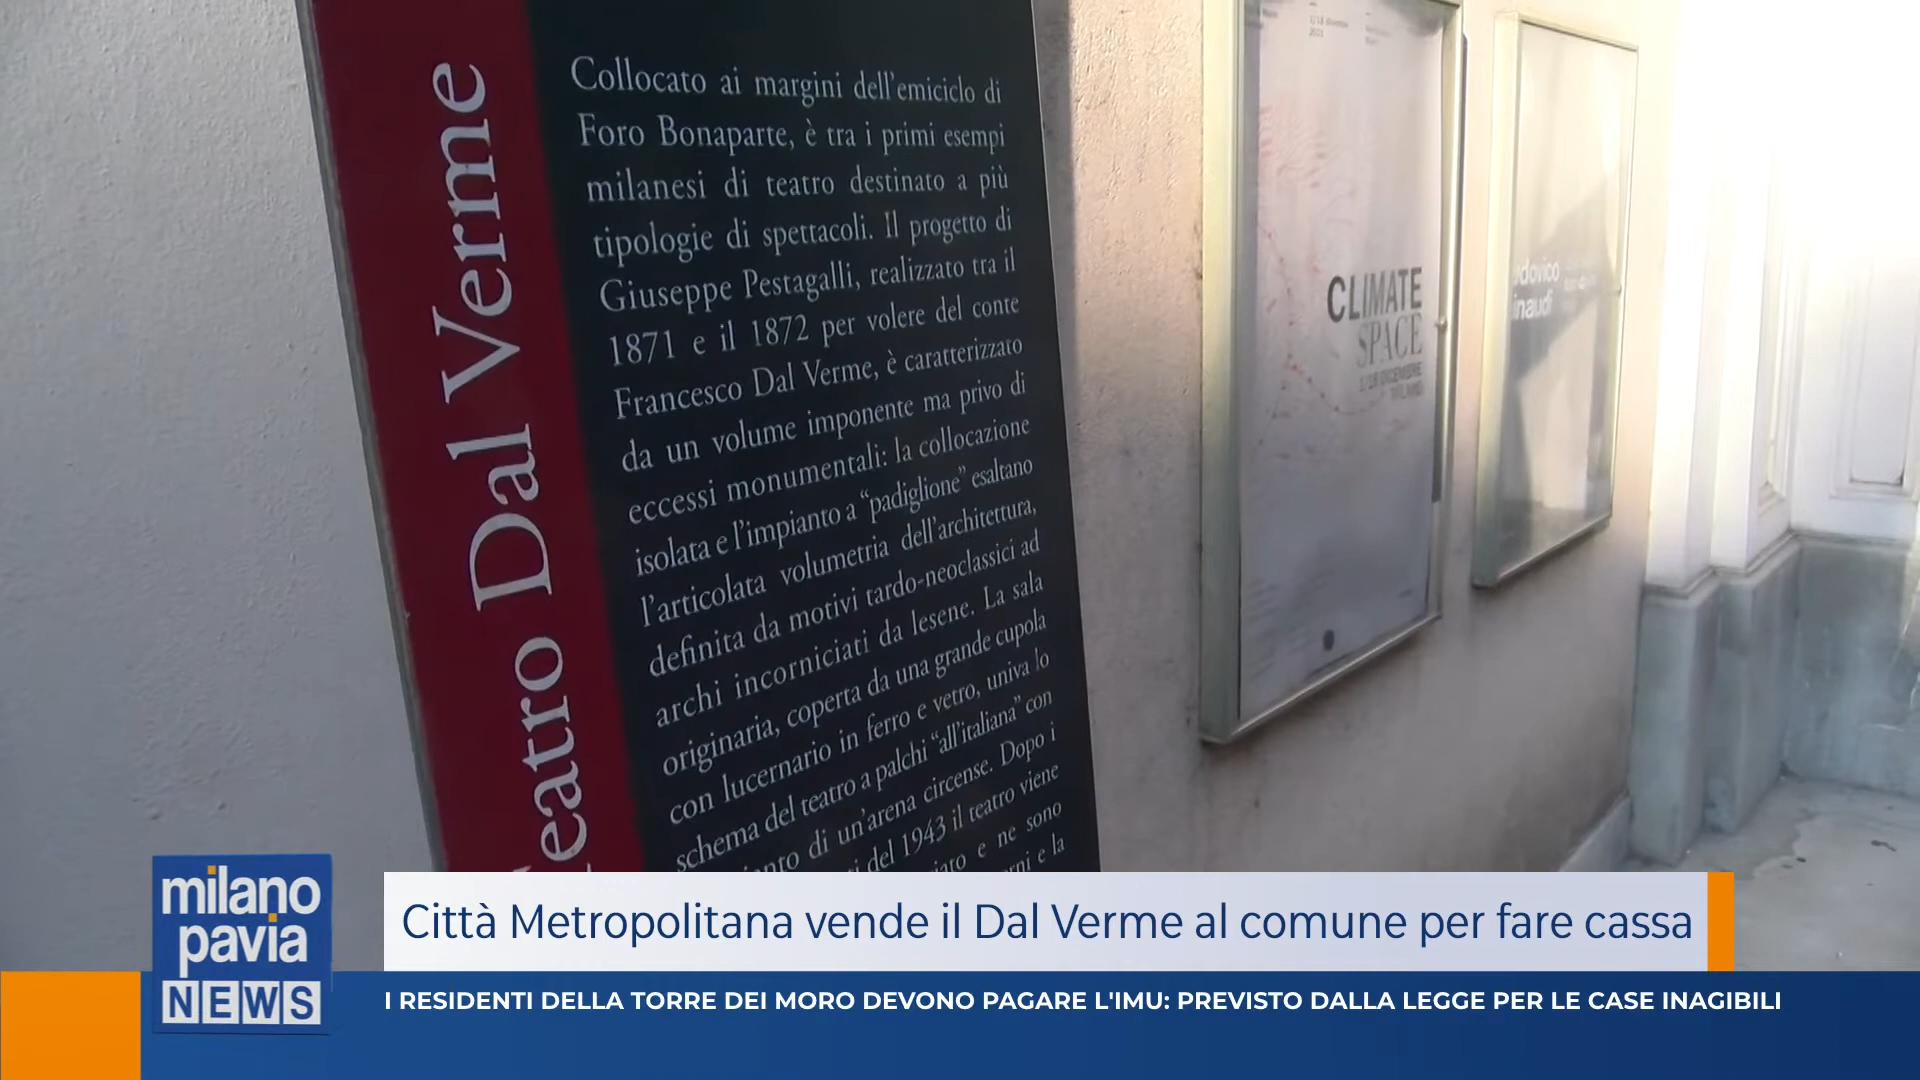 Teatro Dal Verme
Collocato ai margini dell'emiciclo di
Foro Bonaparte, è tra i primi esempi
milanesi di teatro destinato a più
tipologie di spettacoli. Il progetto di
Giuseppe Pestagalli, realizzato tra il
1871 e il 1872 per volere del conte
Francesco Dal Verme, è caratterizzato
da un volume imponente ma privo di
eccessi monumentali: la collocazione
isolata e l'impianto a “padiglione” esaltano
l'articolata volumetria dell'architettura,
definita da motivi tardo-neoclassici ad
archi incorniciati da lesene. La sala
originaria, coperta da una grande cupola
con lucernario in ferro e vetro, univa lo
schema del teatro a palchi “all'italiana” con
di un'arena circense. Dopo i
del 1943 il teatro viene
e ne sono
e la
CLIMATE
SPACE
1/18 DICEMBRE
udovico
inaudi
milano
pavia
NEWS
Città Metropolitana vende il Dal Verme al comune per fare cassa
I RESIDENTI DELLA TORRE DEI MORO DEVONO PAGARE L'IMU: PREVISTO DALLA LEGGE PER LE CASE INAGIBILI